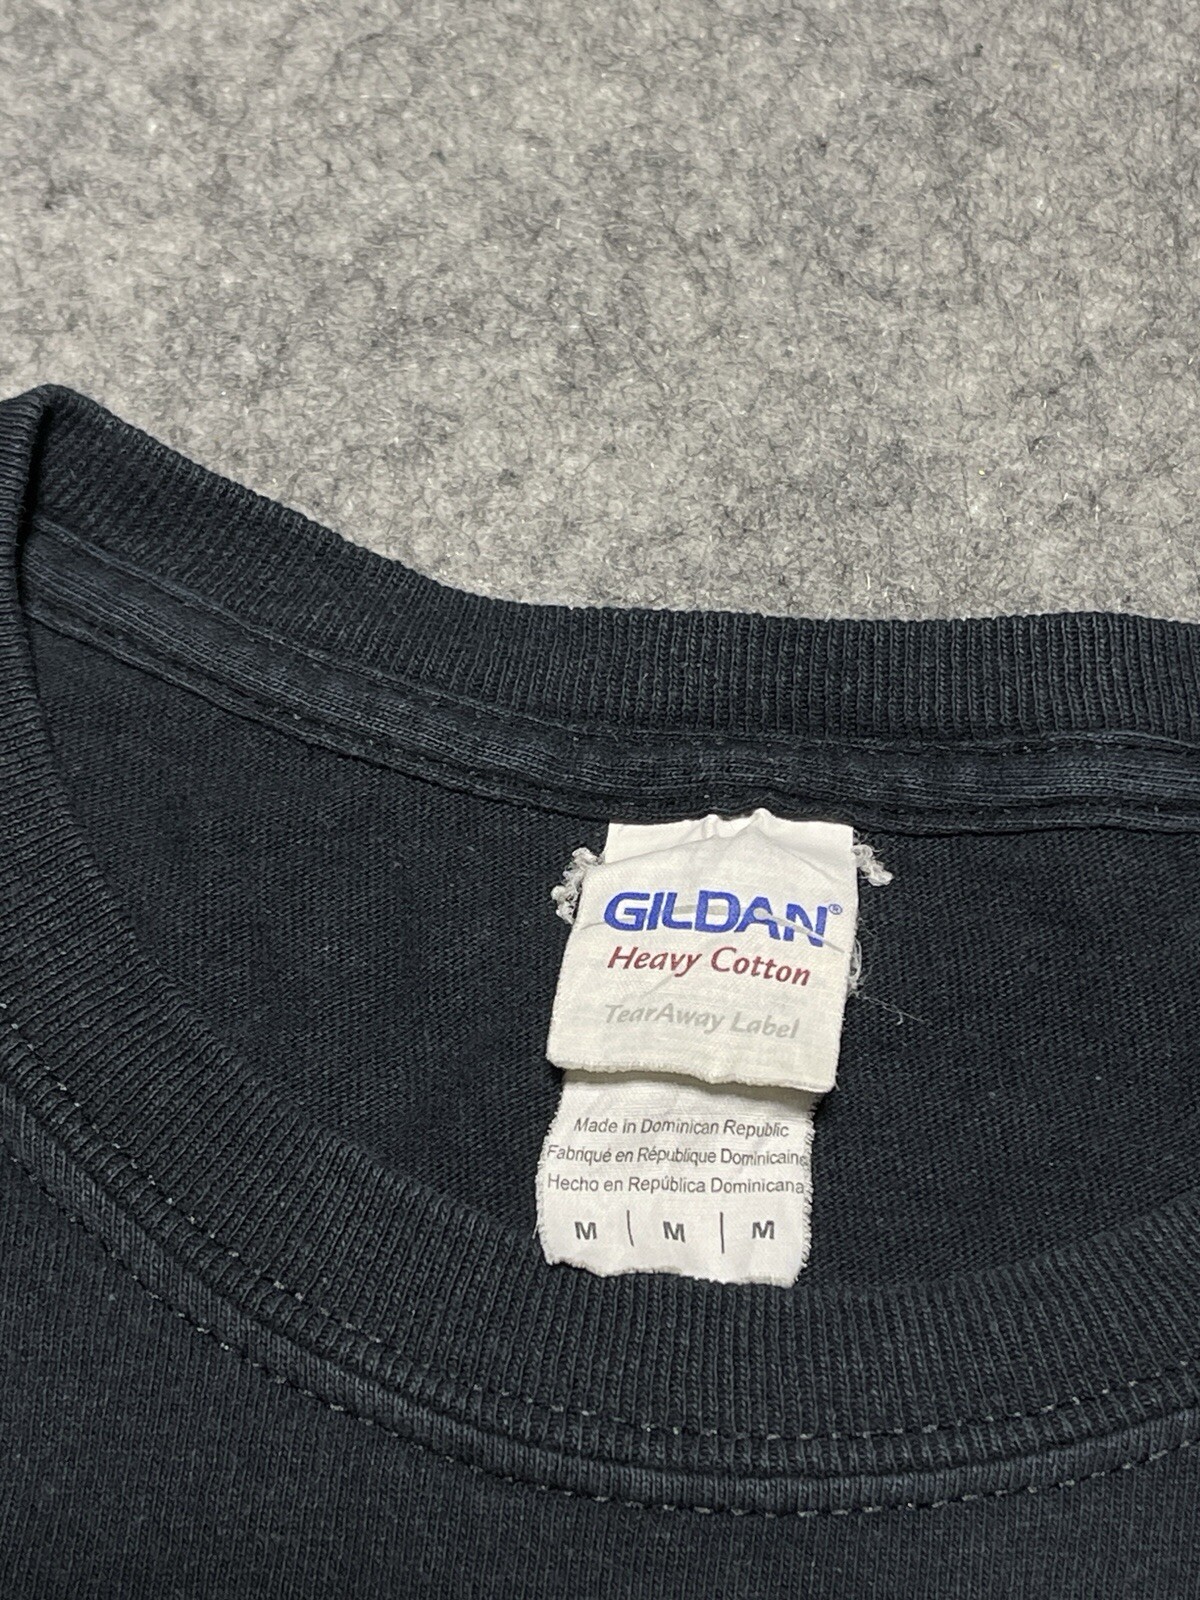 GILDAN®
Heavy Cotton
TearAway Label
Made in Dominican Republic
Fabriqué en République Dominicaine
Hecho en República Dominicana
M | M | M